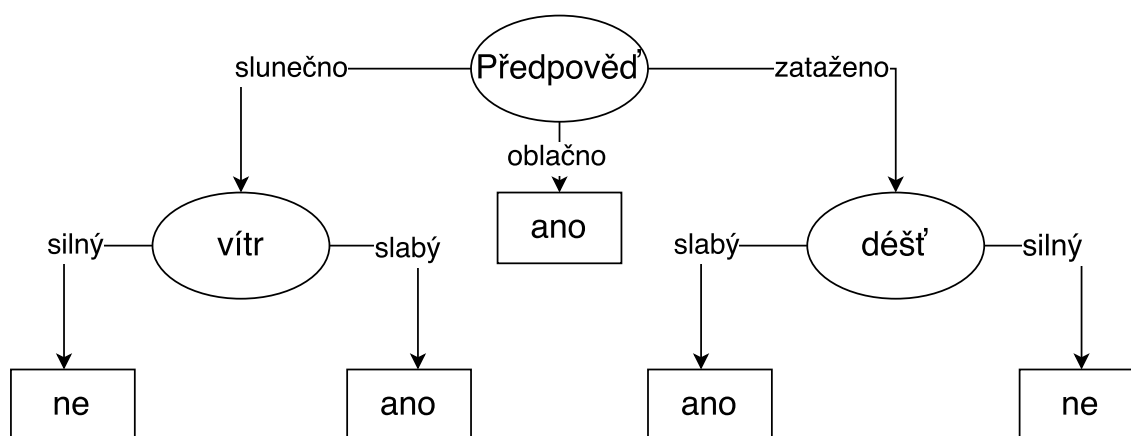 Předpověď
slunečno
zataženo
oblačno
ano
vítr
déšť
silný
slabý
slabý
silný
ne
ano
ano
ne